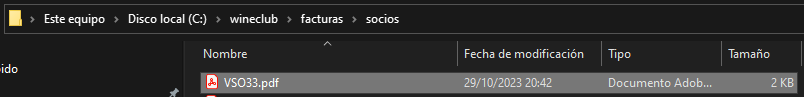 Este equipo > Disco local (C:) > wineclub > facturas > socios
Nombre Fecha de modificación Tipo Tamaño
pido
VSO33.pdf 29/10/2023 20:42 Documento Adob... 2 KB